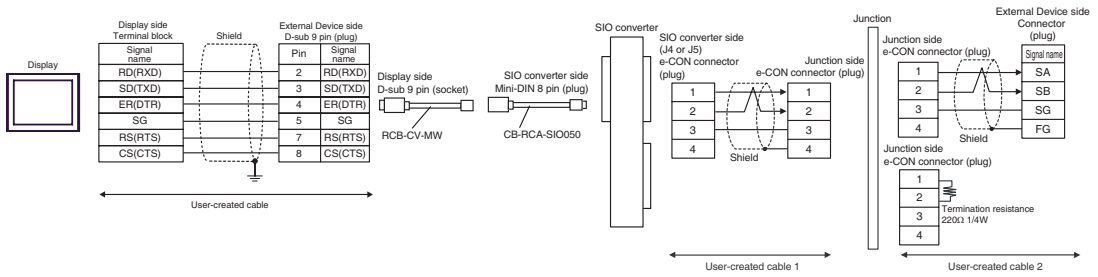 Display
Display side
Terminal block
Shield
External Device side
D-sub 9 pin (plug)
Signal
name
Pin
Signal
name
RD(RXD)
2
RD(RXD)
SD(TXD)
3
SD(TXD)
ER(DTR)
4
ER(DTR)
SG
5
SG
RS(RTS)
7
RS(RTS)
CS(CTS)
8
CS(CTS)
User-created cable
Display side
D-sub 9 pin (socket)
RCB-CV-MW
SIO converter side
Mini-DIN 8 pin (plug)
CB-RCA-SIO050
SIO converter
SIO converter side
(J4 or J5)
e-CON connector
(plug)
1
2
3
4
Shield
Junction side
e-CON connector (plug)
1
2
3
4
User-created cable 1
Junction
Junction side
e-CON connector (plug)
1
2
3
4
Shield
External Device side
Connector
(plug)
Signal name
SA
SB
SG
FG
Junction side
e-CON connector (plug)
1
2
3
4
Termination resistance
220Ω 1/4W
User-created cable 2